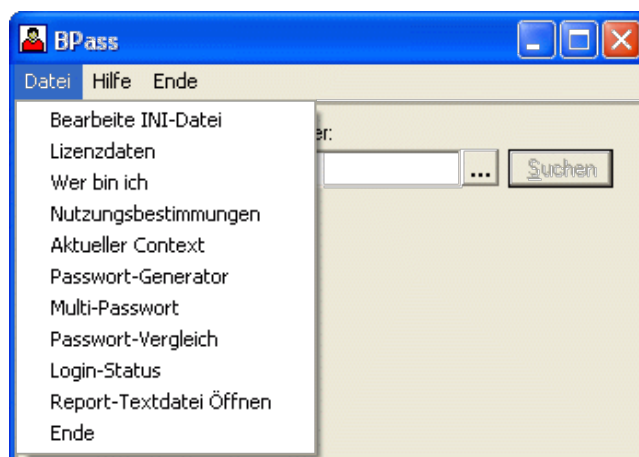 BPass
Datei Hilfe Ende
Bearbeite INI-Datei
Lizenzdaten
Wer bin ich
Nutzungsbestimmungen
Aktueller Context
Passwort-Generator
Multi-Passwort
Passwort-Vergleich
Login-Status
Report-Textdatei Öffnen
Ende
... Suchen